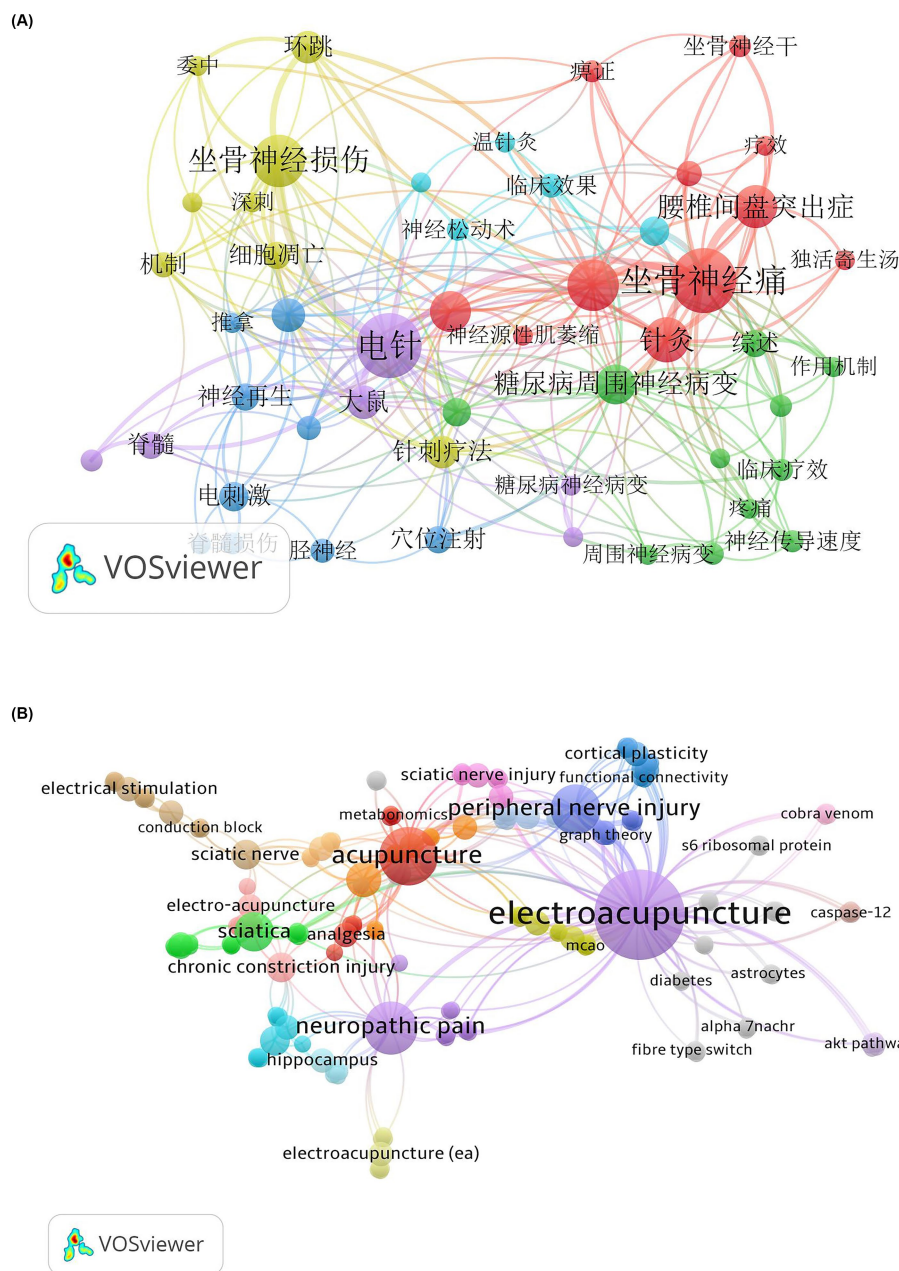 (A)
环跳
坐骨神经干
委中
痹证
温针灸
疗效
坐骨神经损伤
临床效果
深刺
腰椎间盘突出症
神经松动术
细胞凋亡
机制
独活寄生汤
坐骨神经痛
推拿
神经源性肌萎缩
电针
针灸
综述
作用机制
糖尿病周围神经病变
神经再生
大鼠
脊髓
针刺疗法
临床疗效
糖尿病神经病变
电刺激
疼痛
脊髓损伤
胫神经
穴位注射
周围神经病变
神经传导速度
VOSviewer
(B)
cortical plasticity
sciatic nerve injury
functional connectivity
electrical stimulation
metabonomics
peripheral nerve injury
cobra venom
conduction block
graph theory
s6 ribosomal protein
sciatic nerve
acupuncture
electro-acupuncture
electroacupuncture
caspase-12
sciatica
analgesia
mcao
chronic constriction injury
diabetes
astrocytes
neuropathic pain
alpha 7nachr
fibre type switch
akt pathwa
hippocampus
electroacupuncture (ea)
VOSviewer